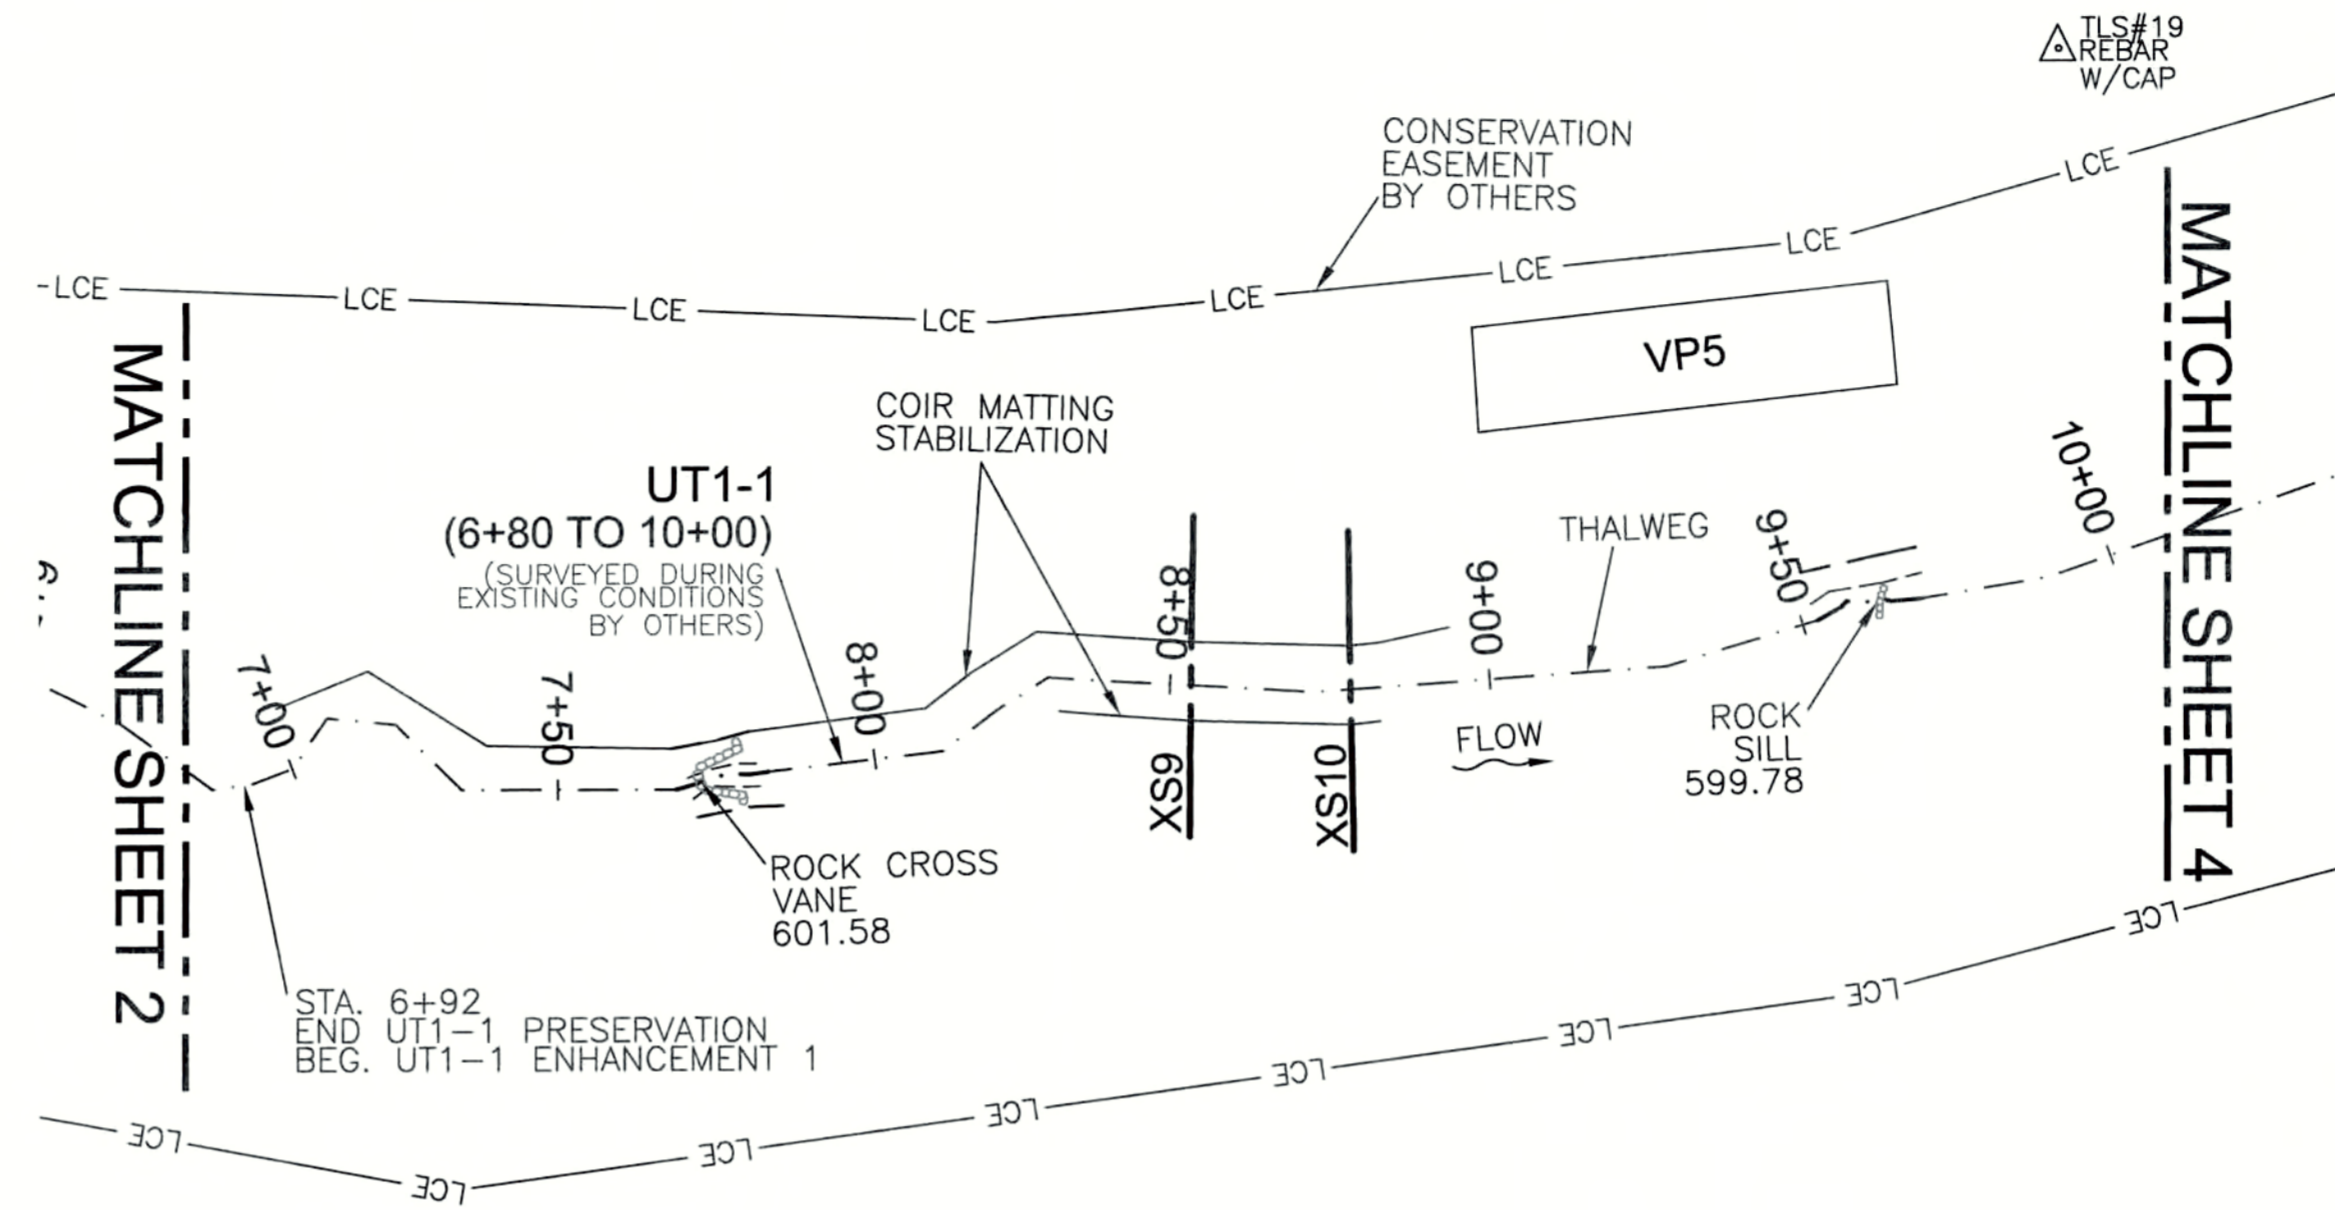 TLS#19
REBAR
W/CAP
CONSERVATION
EASEMENT
BY OTHERS
LCE
LCE
-LCE
LCE
LCE
LCE
LCE
LCE
MATCHLINE SHEET 2
MATCHLINE SHEET 4
VP5
COIR MATTING
STABILIZATION
UT1-1
(6+80 TO 10+00)
(SURVEYED DURING
EXISTING CONDITIONS
BY OTHERS)
THALWEG
7+00
7+50
8+00
8+50
9+00
9+50
10+00
XS9
XS10
FLOW
ROCK
SILL
599.78
ROCK CROSS
VANE
601.58
STA. 6+92
END UT1-1 PRESERVATION
BEG. UT1-1 ENHANCEMENT 1
LCE
LCE
LCE
LCE
LCE
LCE
LCE
LCE